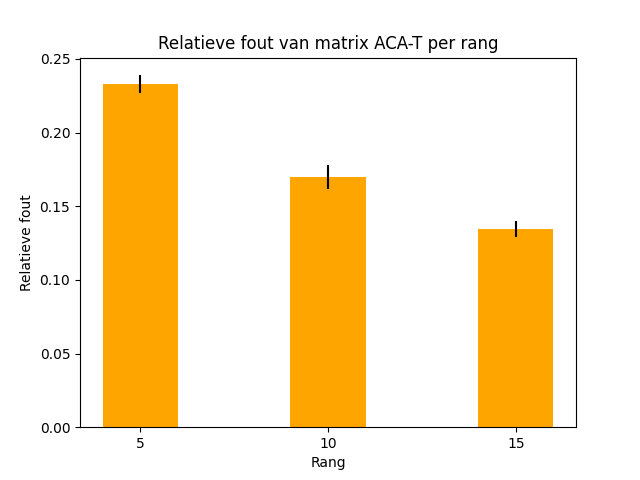 Relatieve fout van matrix ACA-T per rang
0.25
0.20
0.15
0.10
0.05
0.00
Relatieve fout
5 10 15
Rang